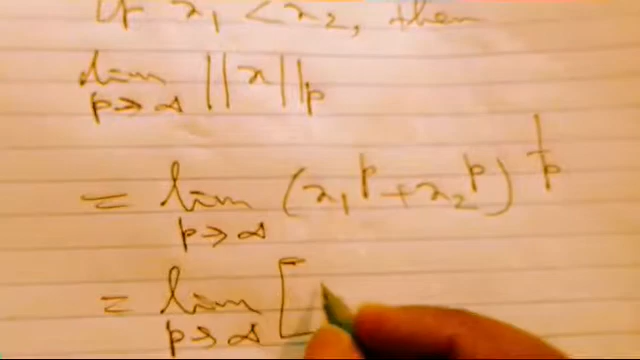 If x₁ < x₂, then
lim ||x||ₚ
p→∞
= lim (x₁ᵖ + x₂ᵖ)^(1/p)
p→∞
= lim [
p→∞